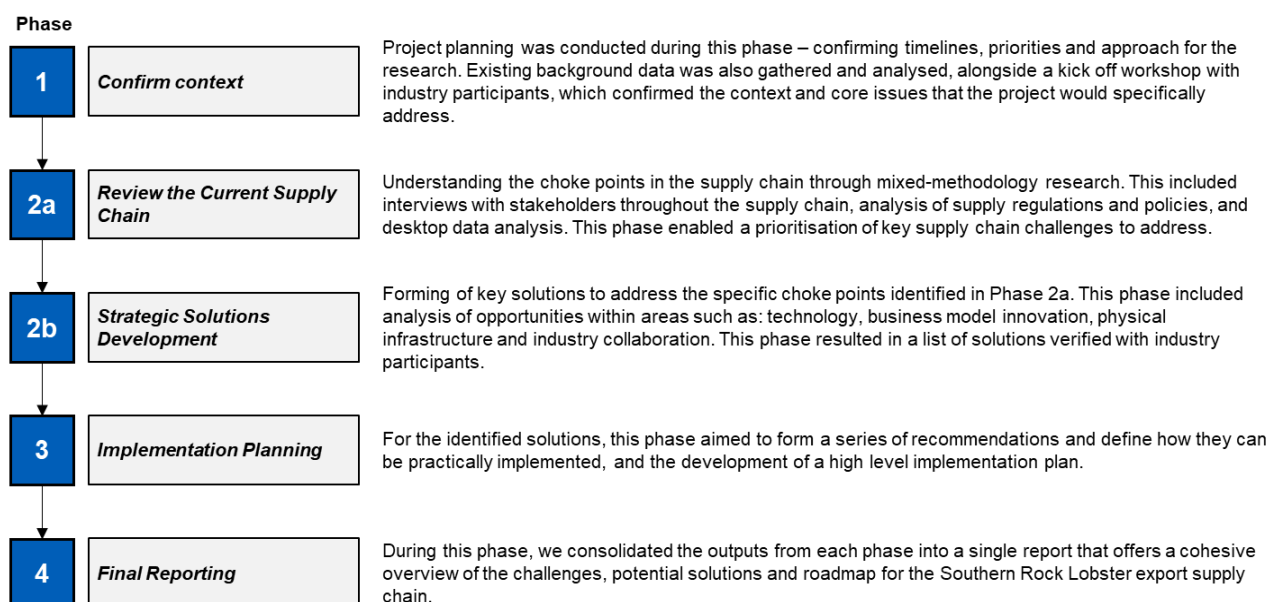 Phase
1
Confirm context
Project planning was conducted during this phase – confirming timelines, priorities and approach for the
research. Existing background data was also gathered and analysed, alongside a kick off workshop with
industry participants, which confirmed the context and core issues that the project would specifically
address.
2a
Review the Current Supply
Chain
Understanding the choke points in the supply chain through mixed-methodology research. This included
interviews with stakeholders throughout the supply chain, analysis of supply regulations and policies, and
desktop data analysis. This phase enabled a prioritisation of key supply chain challenges to address.
2b
Strategic Solutions
Development
Forming of key solutions to address the specific choke points identified in Phase 2a. This phase included
analysis of opportunities within areas such as: technology, business model innovation, physical
infrastructure and industry collaboration. This phase resulted in a list of solutions verified with industry
participants.
3
Implementation Planning
For the identified solutions, this phase aimed to form a series of recommendations and define how they can
be practically implemented, and the development of a high level implementation plan.
4
Final Reporting
During this phase, we consolidated the outputs from each phase into a single report that offers a cohesive
overview of the challenges, potential solutions and roadmap for the Southern Rock Lobster export supply
chain.